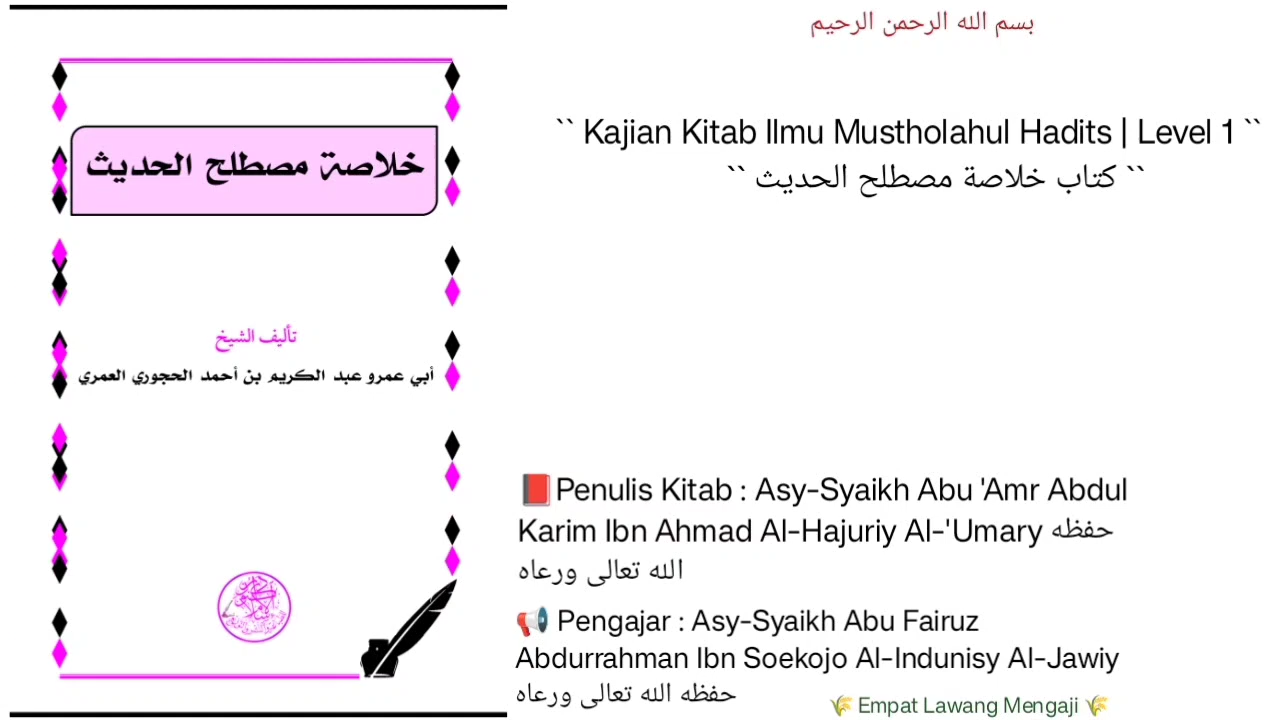 خلاصة مصطلح الحديث
تأليف الشيخ
أبي عمرو عبد الكريم بن أحمد الحجوري العمري
بسم الله الرحمن الرحيم
`` Kajian Kitab Ilmu Mustholahul Hadits | Level 1 ``
`` كتاب خلاصة مصطلح الحديث ``
📕Penulis Kitab : Asy-Syaikh Abu 'Amr Abdul
Karim Ibn Ahmad Al-Hajuriy Al-'Umary حفظه
الله تعالى ورعاه
📢 Pengajar : Asy-Syaikh Abu Fairuz
Abdurrahman Ibn Soekojo Al-Indunisy Al-Jawiy
حفظه الله تعالى ورعاه
🌾 Empat Lawang Mengaji 🌾